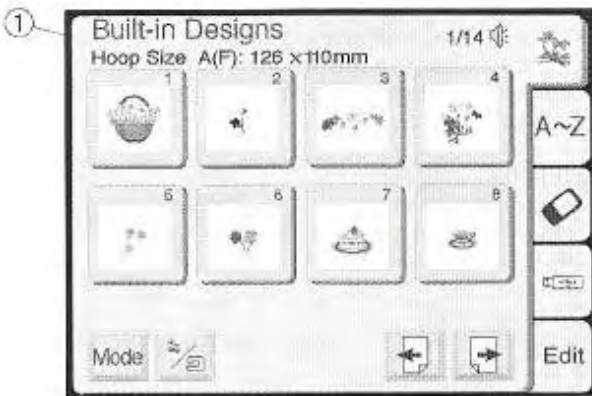 ①
Built-in Designs
1/14
Hoop Size A(F): 126 ×110mm
1 2 3 4
A~Z
5 6 7 8
Mode
Edit